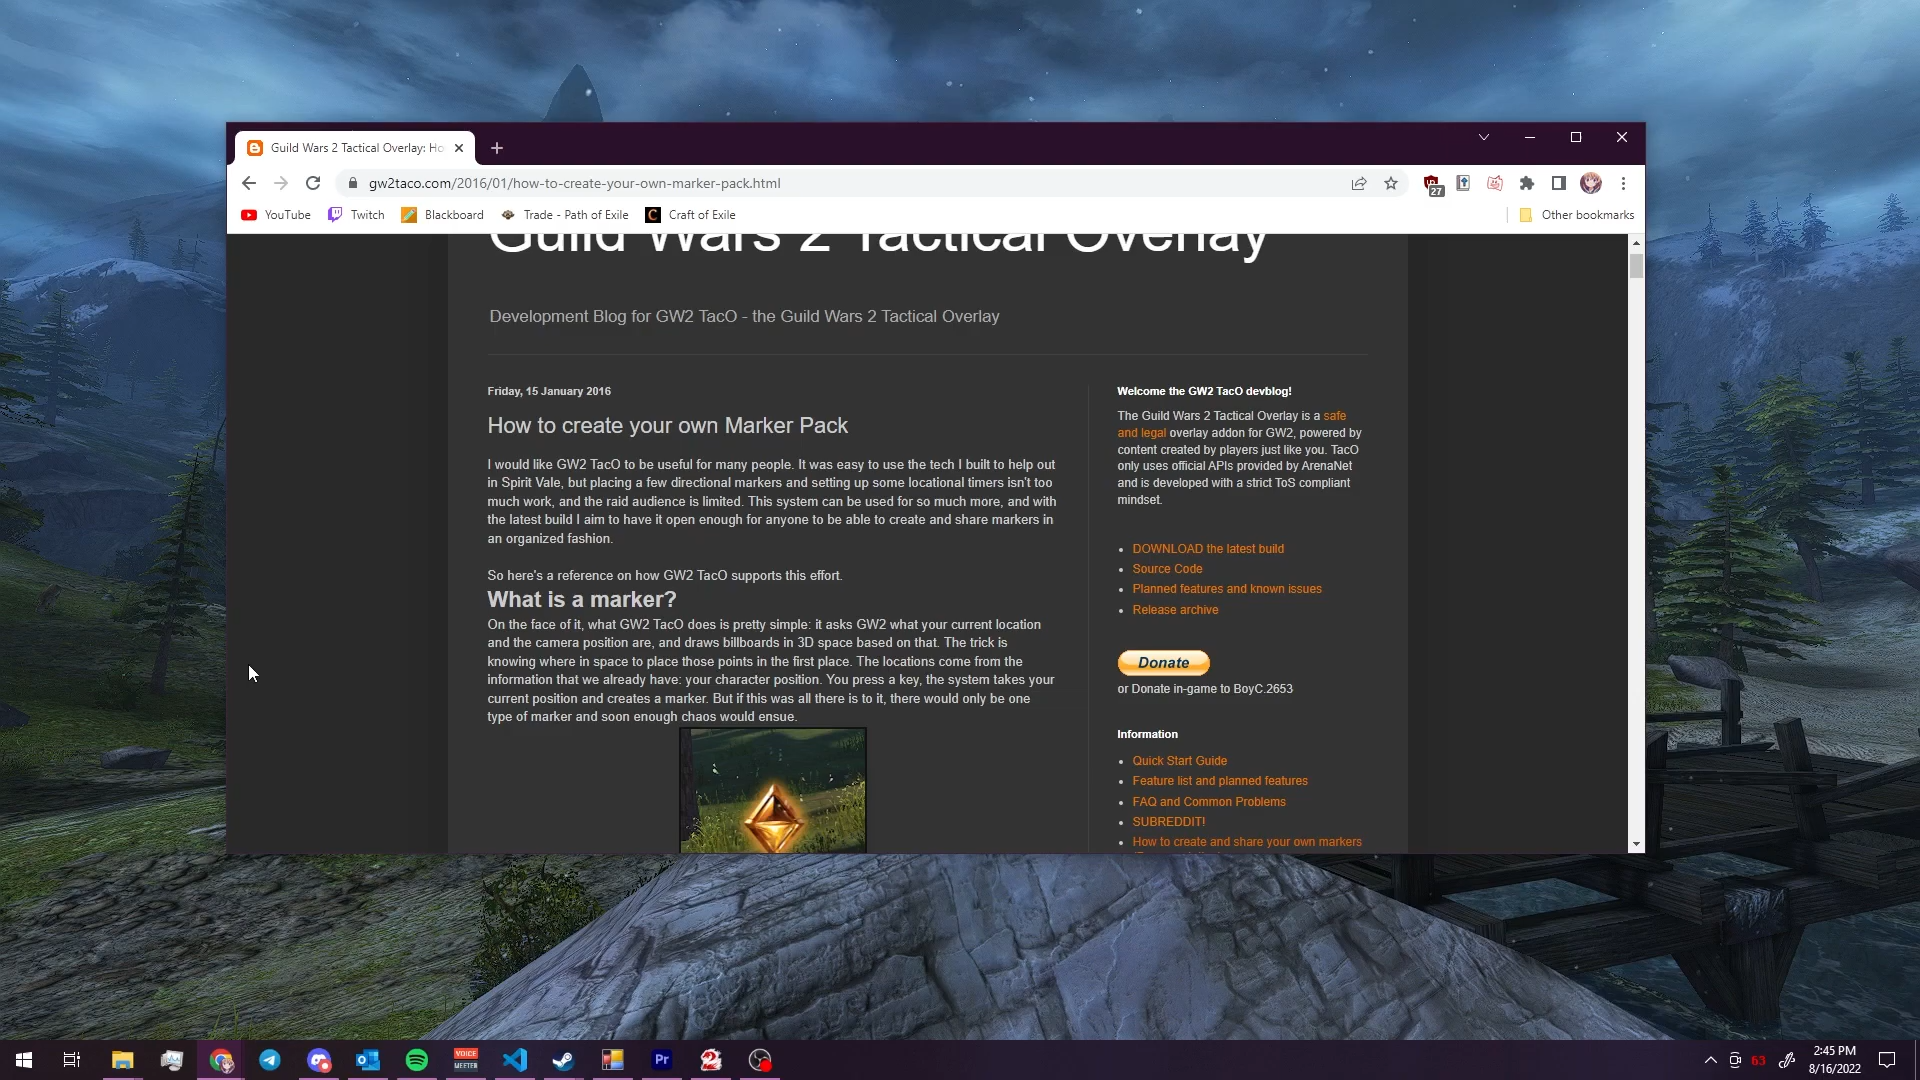 Guild Wars 2 Tactical Overlay: Ho
gw2taco.com/2016/01/how-to-create-your-own-marker-pack.html
27
YouTube
Twitch
Blackboard
Trade - Path of Exile
Craft of Exile
Other bookmarks
Guild Wars 2 Tactical Overlay
Development Blog for GW2 TacO - the Guild Wars 2 Tactical Overlay
Friday, 15 January 2016
How to create your own Marker Pack
I would like GW2 TacO to be useful for many people. It was easy to use the tech I built to help out
in Spirit Vale, but placing a few directional markers and setting up some locational timers isn't too
much work, and the raid audience is limited. This system can be used for so much more, and with
the latest build I aim to have it open enough for anyone to be able to create and share markers in
an organized fashion.
So here's a reference on how GW2 TacO supports this effort.
What is a marker?
On the face of it, what GW2 TacO does is pretty simple: it asks GW2 what your current location
and the camera position are, and draws billboards in 3D space based on that. The trick is
knowing where in space to place those points in the first place. The locations come from the
information that we already have: your character position. You press a key, the system takes your
current position and creates a marker. But if this was all there is to it, there would only be one
type of marker and soon enough chaos would ensue.
Welcome the GW2 TacO devblog!
The Guild Wars 2 Tactical Overlay is a safe
and legal overlay addon for GW2, powered by
content created by players just like you. TacO
only uses official APIs provided by ArenaNet
and is developed with a strict ToS compliant
mindset.
DOWNLOAD the latest build
Source Code
Planned features and known issues
Release archive
Donate
or Donate in-game to BoyC.2653
Information
Quick Start Guide
Feature list and planned features
FAQ and Common Problems
SUBREDDIT!
How to create and share your own markers
VOICE
MEETER
Pr
63
2:45 PM
8/16/2022